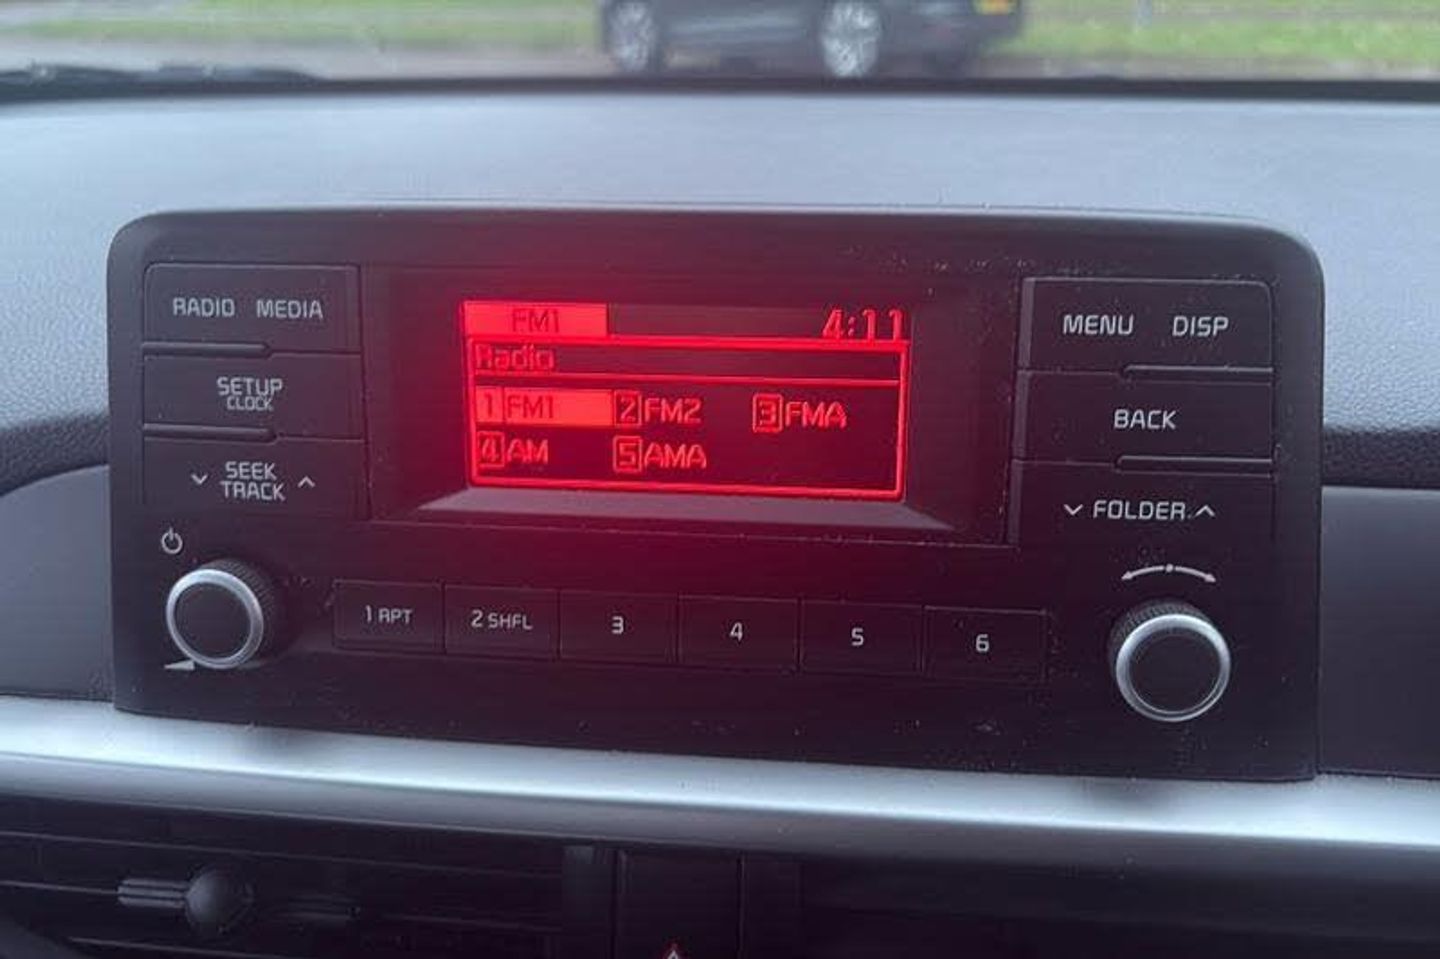 RADIO MEDIA
SETUP
CLOCK
SEEK
TRACK
FM1 4:11
Radio
1 FM1 2 FM2 3 FMA
4 AM 5 AMA
MENU DISP
BACK
FOLDER
1 RPT 2 SHFL 3 4 5 6